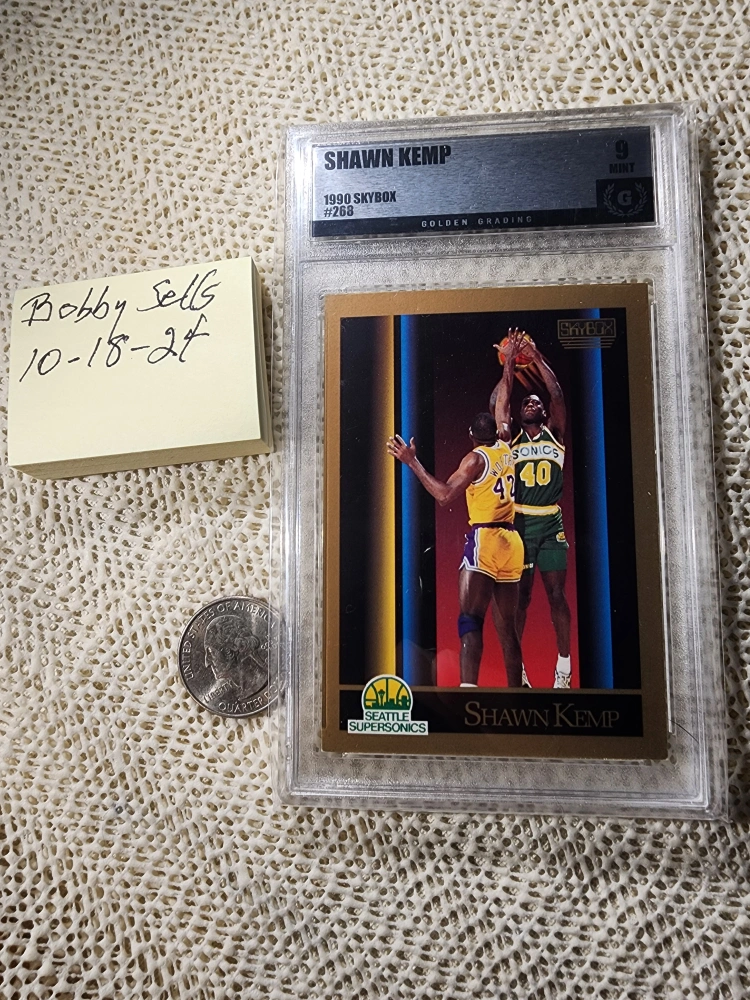 SHAWN KEMP
9
MINT
1990 SKYBOX
#268
G
GOLDEN GRADING
Bobby Sells
10-18-24
SKYBOX
SONICS
40
42
UNITED STATES OF AMERICA
LIBERTY
QUARTER
SEATTLE
SUPERSONICS
SHAWN KEMP